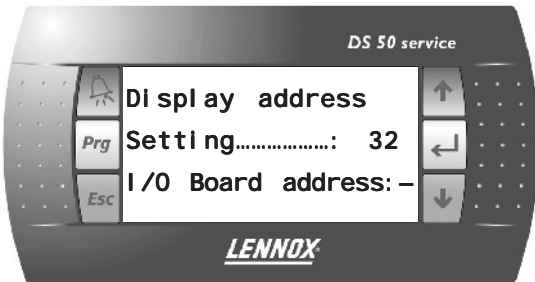 DS 50 service
Display address
Prg
Setting..................: 32
I/O Board address:–
Esc
LENNOX